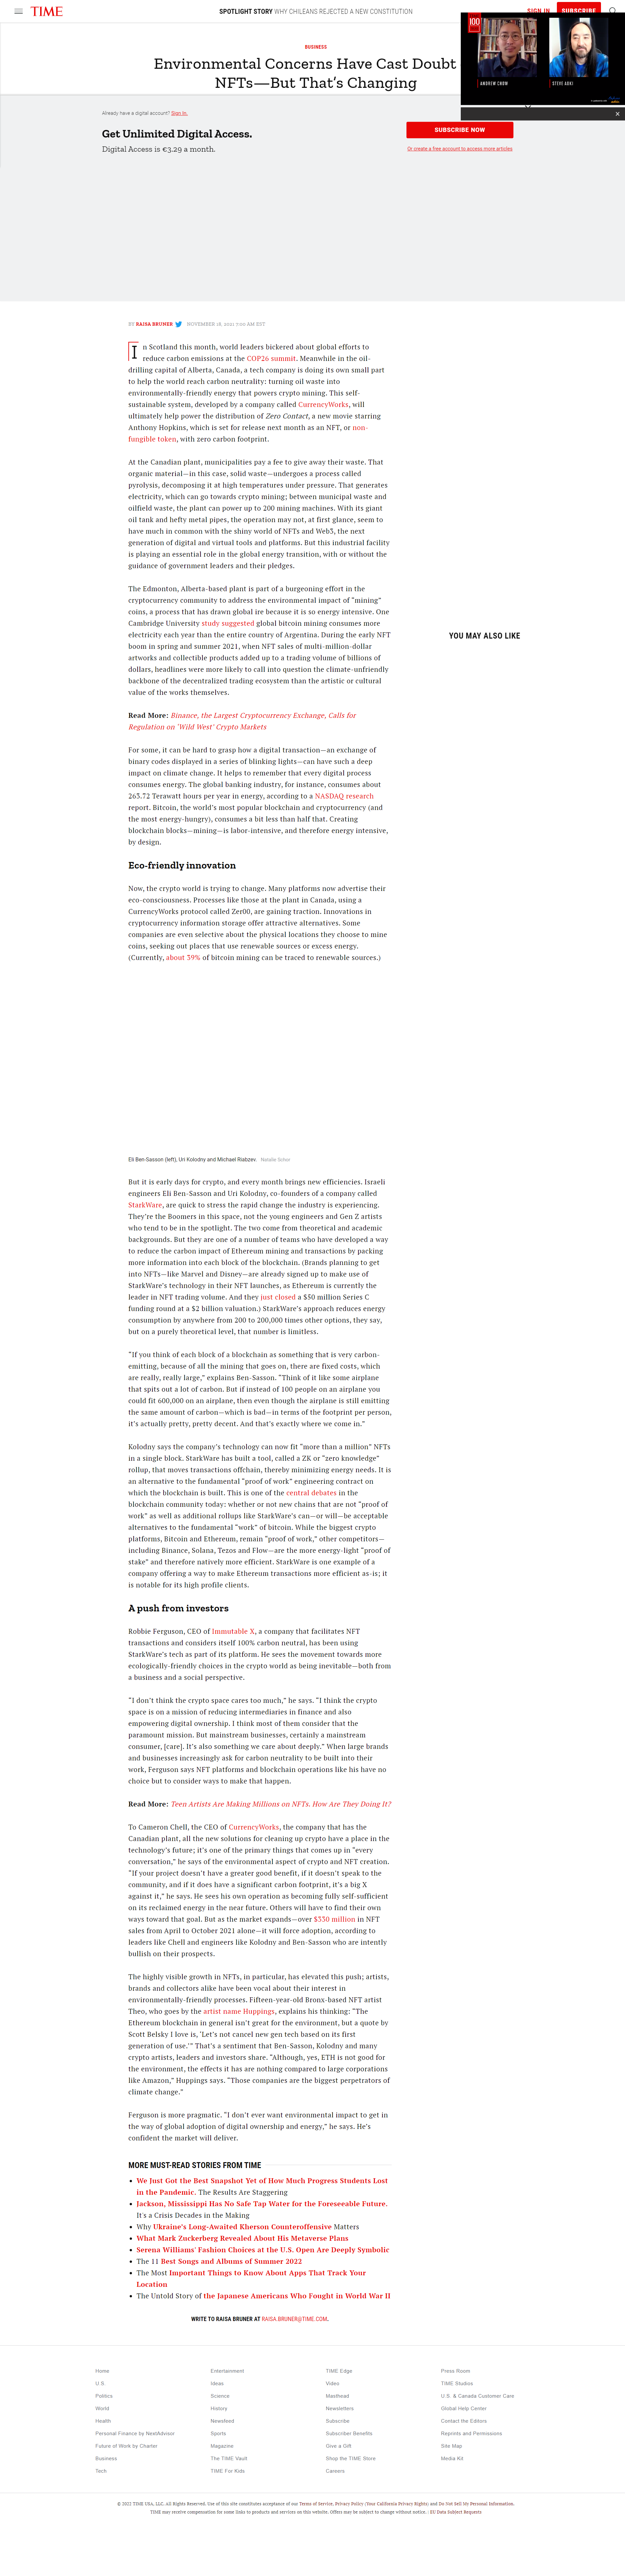 TIME
SPOTLIGHT STORY WHY CHILEANS REJECTED A NEW CONSTITUTION
SIGN IN
SUBSCRIBE
100
ANDREW CHOW
STEVE AOKI
BUSINESS
Environmental Concerns Have Cast Doubt
NFTs—But That’s Changing
Already have a digital account? Sign In.
Get Unlimited Digital Access.
Digital Access is €3.29 a month.
SUBSCRIBE NOW
Or create a free account to access more articles
BY RAISA BRUNER
NOVEMBER 18, 2021 7:00 AM EST
In Scotland this month, world leaders bickered about global efforts to
reduce carbon emissions at the COP26 summit. Meanwhile in the oil-
drilling capital of Alberta, Canada, a tech company is doing its own small part
to help the world reach carbon neutrality: turning oil waste into
environmentally-friendly energy that powers crypto mining. This self-
sustainable system, developed by a company called CurrencyWorks, will
ultimately help power the distribution of Zero Contact, a new movie starring
Anthony Hopkins, which is set for release next month as an NFT, or non-
fungible token, with zero carbon footprint.
At the Canadian plant, municipalities pay a fee to give away their waste. That
organic material—in this case, solid waste—undergoes a process called
pyrolysis, decomposing it at high temperatures under pressure. That generates
electricity, which can go towards crypto mining; between municipal waste and
oilfield waste, the plant can power up to 200 mining machines. With its giant
oil tank and hefty metal pipes, the operation may not, at first glance, seem to
have much in common with the shiny world of NFTs and Web3, the next
generation of digital and virtual tools and platforms. But this industrial facility
is playing an essential role in the global energy transition, with or without the
guidance of government leaders and their pledges.
The Edmonton, Alberta-based plant is part of a burgeoning effort in the
cryptocurrency community to address the environmental impact of “mining”
coins, a process that has drawn global ire because it is so energy intensive. One
Cambridge University study suggested global bitcoin mining consumes more
electricity each year than the entire country of Argentina. During the early NFT
boom in spring and summer 2021, when NFT sales of multi-million-dollar
artworks and collectible products added up to a trading volume of billions of
dollars, headlines were more likely to call into question the climate-unfriendly
backbone of the decentralized trading ecosystem than the artistic or cultural
value of the works themselves.
Read More: Binance, the Largest Cryptocurrency Exchange, Calls for
Regulation on ‘Wild West’ Crypto Markets
For some, it can be hard to grasp how a digital transaction—an exchange of
binary codes displayed in a series of blinking lights—can have such a deep
impact on climate change. It helps to remember that every digital process
consumes energy. The global banking industry, for instance, consumes about
263.72 Terawatt hours per year in energy, according to a NASDAQ research
report. Bitcoin, the world’s most popular blockchain and cryptocurrency (and
the most energy-hungry), consumes a bit less than half that. Creating
blockchain blocks—mining—is labor-intensive, and therefore energy intensive,
by design.
Eco-friendly innovation
Now, the crypto world is trying to change. Many platforms now advertise their
eco-consciousness. Processes like those at the plant in Canada, using a
CurrencyWorks protocol called Zer00, are gaining traction. Innovations in
cryptocurrency information storage offer attractive alternatives. Some
companies are even selective about the physical locations they choose to mine
coins, seeking out places that use renewable sources or excess energy.
(Currently, about 39% of bitcoin mining can be traced to renewable sources.)
Eli Ben-Sasson (left), Uri Kolodny and Michael Riabzev. Natalie Schor
But it is early days for crypto, and every month brings new efficiencies. Israeli
engineers Eli Ben-Sasson and Uri Kolodny, co-founders of a company called
StarkWare, are quick to stress the rapid change the industry is experiencing.
They’re the Boomers in this space, not the young engineers and Gen Z artists
who tend to be in the spotlight. The two come from theoretical and academic
backgrounds. But they are one of a number of teams who have developed a way
to reduce the carbon impact of Ethereum mining and transactions by packing
more information into each block of the blockchain. (Brands planning to get
into NFTs—like Marvel and Disney—are already signed up to make use of
StarkWare’s technology in their NFT launches, as Ethereum is currently the
leader in NFT trading volume. And they just closed a $50 million Series C
funding round at a $2 billion valuation.) StarkWare’s approach reduces energy
consumption by anywhere from 200 to 200,000 times other options, they say,
but on a purely theoretical level, that number is limitless.
“If you think of each block of a blockchain as something that is very carbon-
emitting, because of all the mining that goes on, there are fixed costs, which
are really, really large,” explains Ben-Sasson. “Think of it like some airplane
that spits out a lot of carbon. But if instead of 100 people on an airplane you
could fit 600,000 on an airplane, then even though the airplane is still emitting
the same amount of carbon—which is bad—in terms of the footprint per person,
it’s actually pretty, pretty decent. And that’s exactly where we come in.”
Kolodny says the company’s technology can now fit “more than a million” NFTs
in a single block. StarkWare has built a tool, called a ZK or “zero knowledge”
rollup, that moves transactions offchain, thereby minimizing energy needs. It is
an alternative to the fundamental “proof of work” engineering contract on
which the blockchain is built. This is one of the central debates in the
blockchain community today: whether or not new chains that are not “proof of
work” as well as additional rollups like StarkWare’s can—or will—be acceptable
alternatives to the fundamental “work” of bitcoin. While the biggest crypto
platforms, Bitcoin and Ethereum, remain “proof of work,” other competitors—
including Binance, Solana, Tezos and Flow—are the more energy-light “proof of
stake” and therefore natively more efficient. StarkWare is one example of a
company offering a way to make Ethereum transactions more efficient as-is; it
is notable for its high profile clients.
A push from investors
Robbie Ferguson, CEO of Immutable X, a company that facilitates NFT
transactions and considers itself 100% carbon neutral, has been using
StarkWare’s tech as part of its platform. He sees the movement towards more
ecologically-friendly choices in the crypto world as being inevitable—both from
a business and a social perspective.
“I don’t think the crypto space cares too much,” he says. “I think the crypto
space is on a mission of reducing intermediaries in finance and also
empowering digital ownership. I think most of them consider that the
paramount mission. But mainstream businesses, certainly a mainstream
consumer, [care]. It’s also something we care about deeply.” When large brands
and businesses increasingly ask for carbon neutrality to be built into their
work, Ferguson says NFT platforms and blockchain operations like his have no
choice but to consider ways to make that happen.
Read More: Teen Artists Are Making Millions on NFTs. How Are They Doing It?
To Cameron Chell, the CEO of CurrencyWorks, the company that has the
Canadian plant, all the new solutions for cleaning up crypto have a place in the
technology’s future; it’s one of the primary things that comes up in “every
conversation,” he says of the environmental aspect of crypto and NFT creation.
“If your project doesn’t have a greater good benefit, if it doesn’t speak to the
community, and if it does have a significant carbon footprint, it’s a big X
against it,” he says. He sees his own operation as becoming fully self-sufficient
on its reclaimed energy in the near future. Others will have to find their own
ways toward that goal. But as the market expands—over $330 million in NFT
sales from April to October 2021 alone—it will force adoption, according to
leaders like Chell and engineers like Kolodny and Ben-Sasson who are intently
bullish on their prospects.
The highly visible growth in NFTs, in particular, has elevated this push; artists,
brands and collectors alike have been vocal about their interest in
environmentally-friendly processes. Fifteen-year-old Bronx-based NFT artist
Theo, who goes by the artist name Huppings, explains his thinking: “The
Ethereum blockchain in general isn’t great for the environment, but a quote by
Scott Belsky I love is, ‘Let’s not cancel new gen tech based on its first
generation of use.’” That’s a sentiment that Ben-Sasson, Kolodny and many
crypto artists, leaders and investors share. “Although, yes, ETH is not good for
the environment, the effects it has are nothing compared to large corporations
like Amazon,” Huppings says. “Those companies are the biggest perpetrators of
climate change.”
Ferguson is more pragmatic. “I don’t ever want environmental impact to get in
the way of global adoption of digital ownership and energy,” he says. He’s
confident the market will deliver.
YOU MAY ALSO LIKE
MORE MUST-READ STORIES FROM TIME
We Just Got the Best Snapshot Yet of How Much Progress Students Lost
in the Pandemic. The Results Are Staggering
Jackson, Mississippi Has No Safe Tap Water for the Foreseeable Future.
It's a Crisis Decades in the Making
Why Ukraine's Long-Awaited Kherson Counteroffensive Matters
What Mark Zuckerberg Revealed About His Metaverse Plans
Serena Williams' Fashion Choices at the U.S. Open Are Deeply Symbolic
The 11 Best Songs and Albums of Summer 2022
The Most Important Things to Know About Apps That Track Your
Location
The Untold Story of the Japanese Americans Who Fought in World War II
WRITE TO RAISA BRUNER AT RAISA.BRUNER@TIME.COM.
Home
U.S.
Politics
World
Health
Personal Finance by NextAdvisor
Future of Work by Charter
Business
Tech
Entertainment
Ideas
Science
History
Newsfeed
Sports
Magazine
The TIME Vault
TIME For Kids
TIME Edge
Video
Masthead
Newsletters
Subscribe
Subscriber Benefits
Give a Gift
Shop the TIME Store
Careers
Press Room
TIME Studios
U.S. & Canada Customer Care
Global Help Center
Contact the Editors
Reprints and Permissions
Site Map
Media Kit
© 2022 TIME USA, LLC. All Rights Reserved. Use of this site constitutes acceptance of our Terms of Service, Privacy Policy (Your California Privacy Rights) and Do Not Sell My Personal Information.
TIME may receive compensation for some links to products and services on this website. Offers may be subject to change without notice. | EU Data Subject Requests